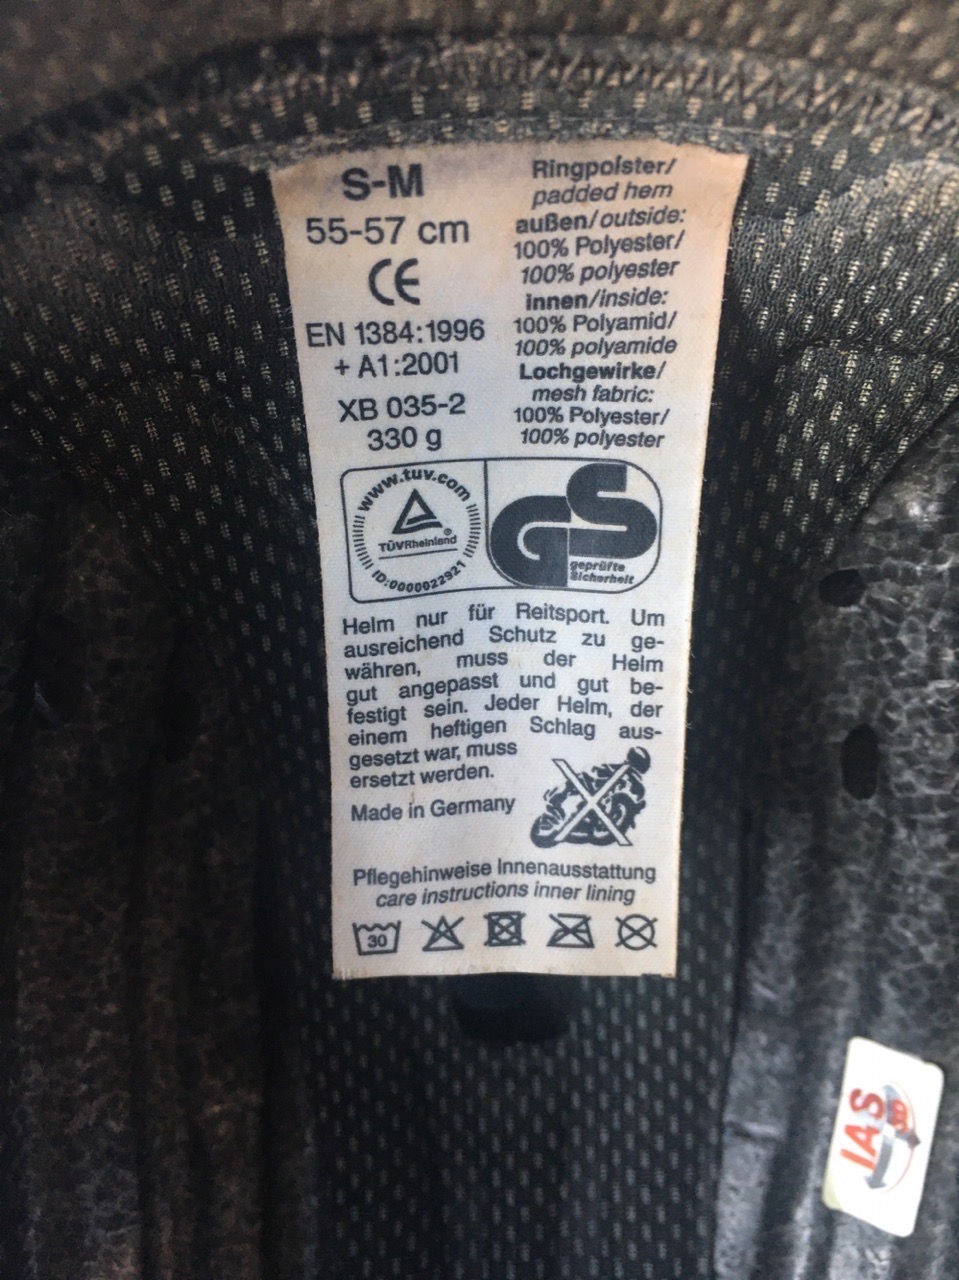 S-M
55-57 cm
CE
EN 1384:1996
+ A1:2001
XB 035-2
330 g
Ringpolster/
padded hem
außen/outside:
100% Polyester/
100% polyester
innen/inside:
100% Polyamid/
100% polyamide
Lochgewirke/
mesh fabric:
100% Polyester/
100% polyester
www.tuv.com
TÜVRheinland
®
ID:0000022921
GS
geprüfte
Sicherheit
Helm nur für Reitsport. Um
ausreichend Schutz zu ge-
währen, muss der Helm
gut angepasst und gut be-
festigt sein. Jeder Helm, der
einem heftigen Schlag aus-
gesetzt war, muss
ersetzt werden.
Made in Germany
Pflegehinweise Innenausstattung
care instructions inner lining
30
IAS